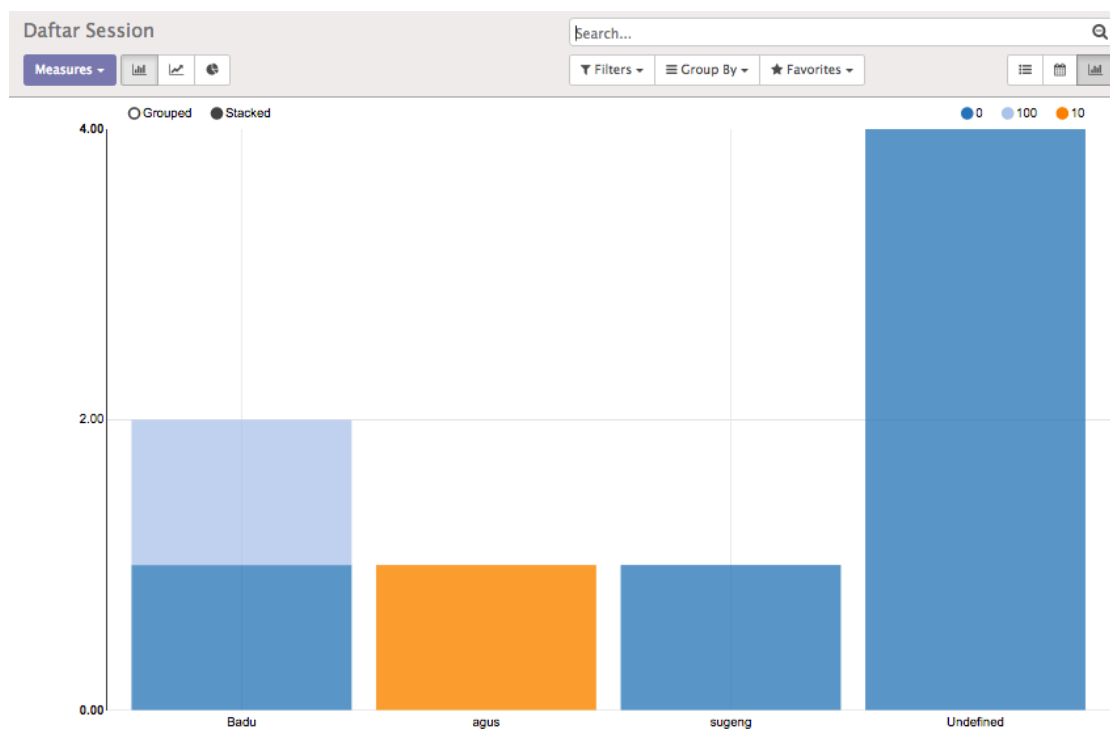 Daftar Session
Search...
Measures
Filters Group By Favorites
Grouped Stacked
0 100 10
4.00
2.00
0.00
Badu agus sugeng Undefined